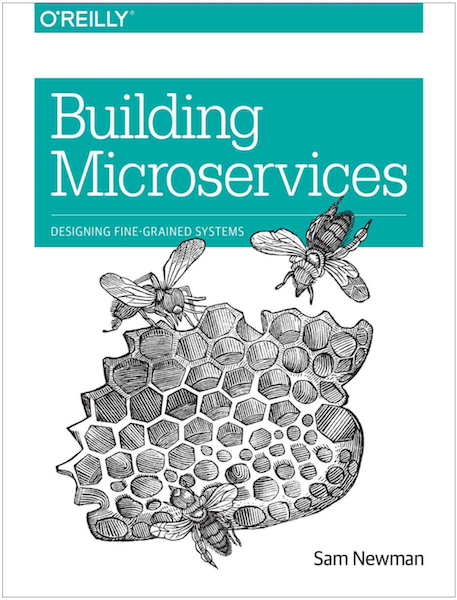 O'REILLY®
Building
Microservices
DESIGNING FINE-GRAINED SYSTEMS
Sam Newman